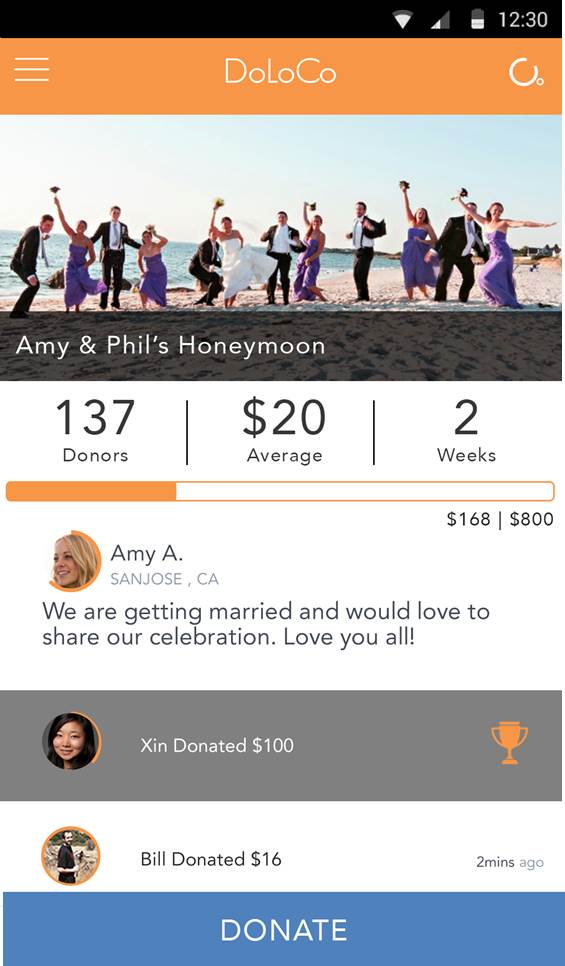 12:30
DoLoCo
Amy & Phil's Honeymoon
137 $20 2
Donors Average Weeks
$168 | $800
Amy A.
SANJOSE , CA
We are getting married and would love to
share our celebration. Love you all!
Xin Donated $100
Bill Donated $16 2mins ago
DONATE